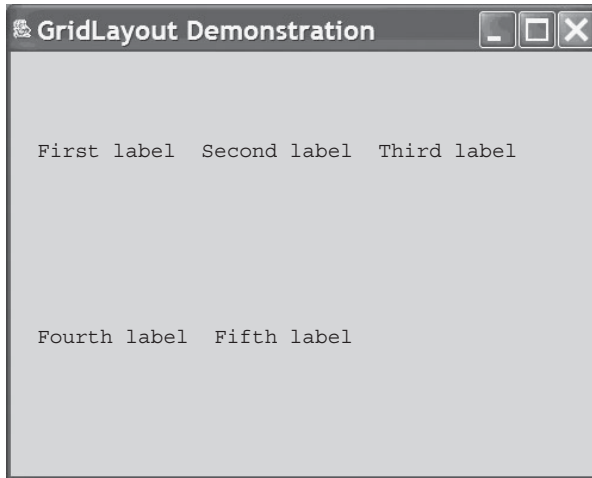 GridLayout Demonstration
First label Second label Third label
Fourth label Fifth label